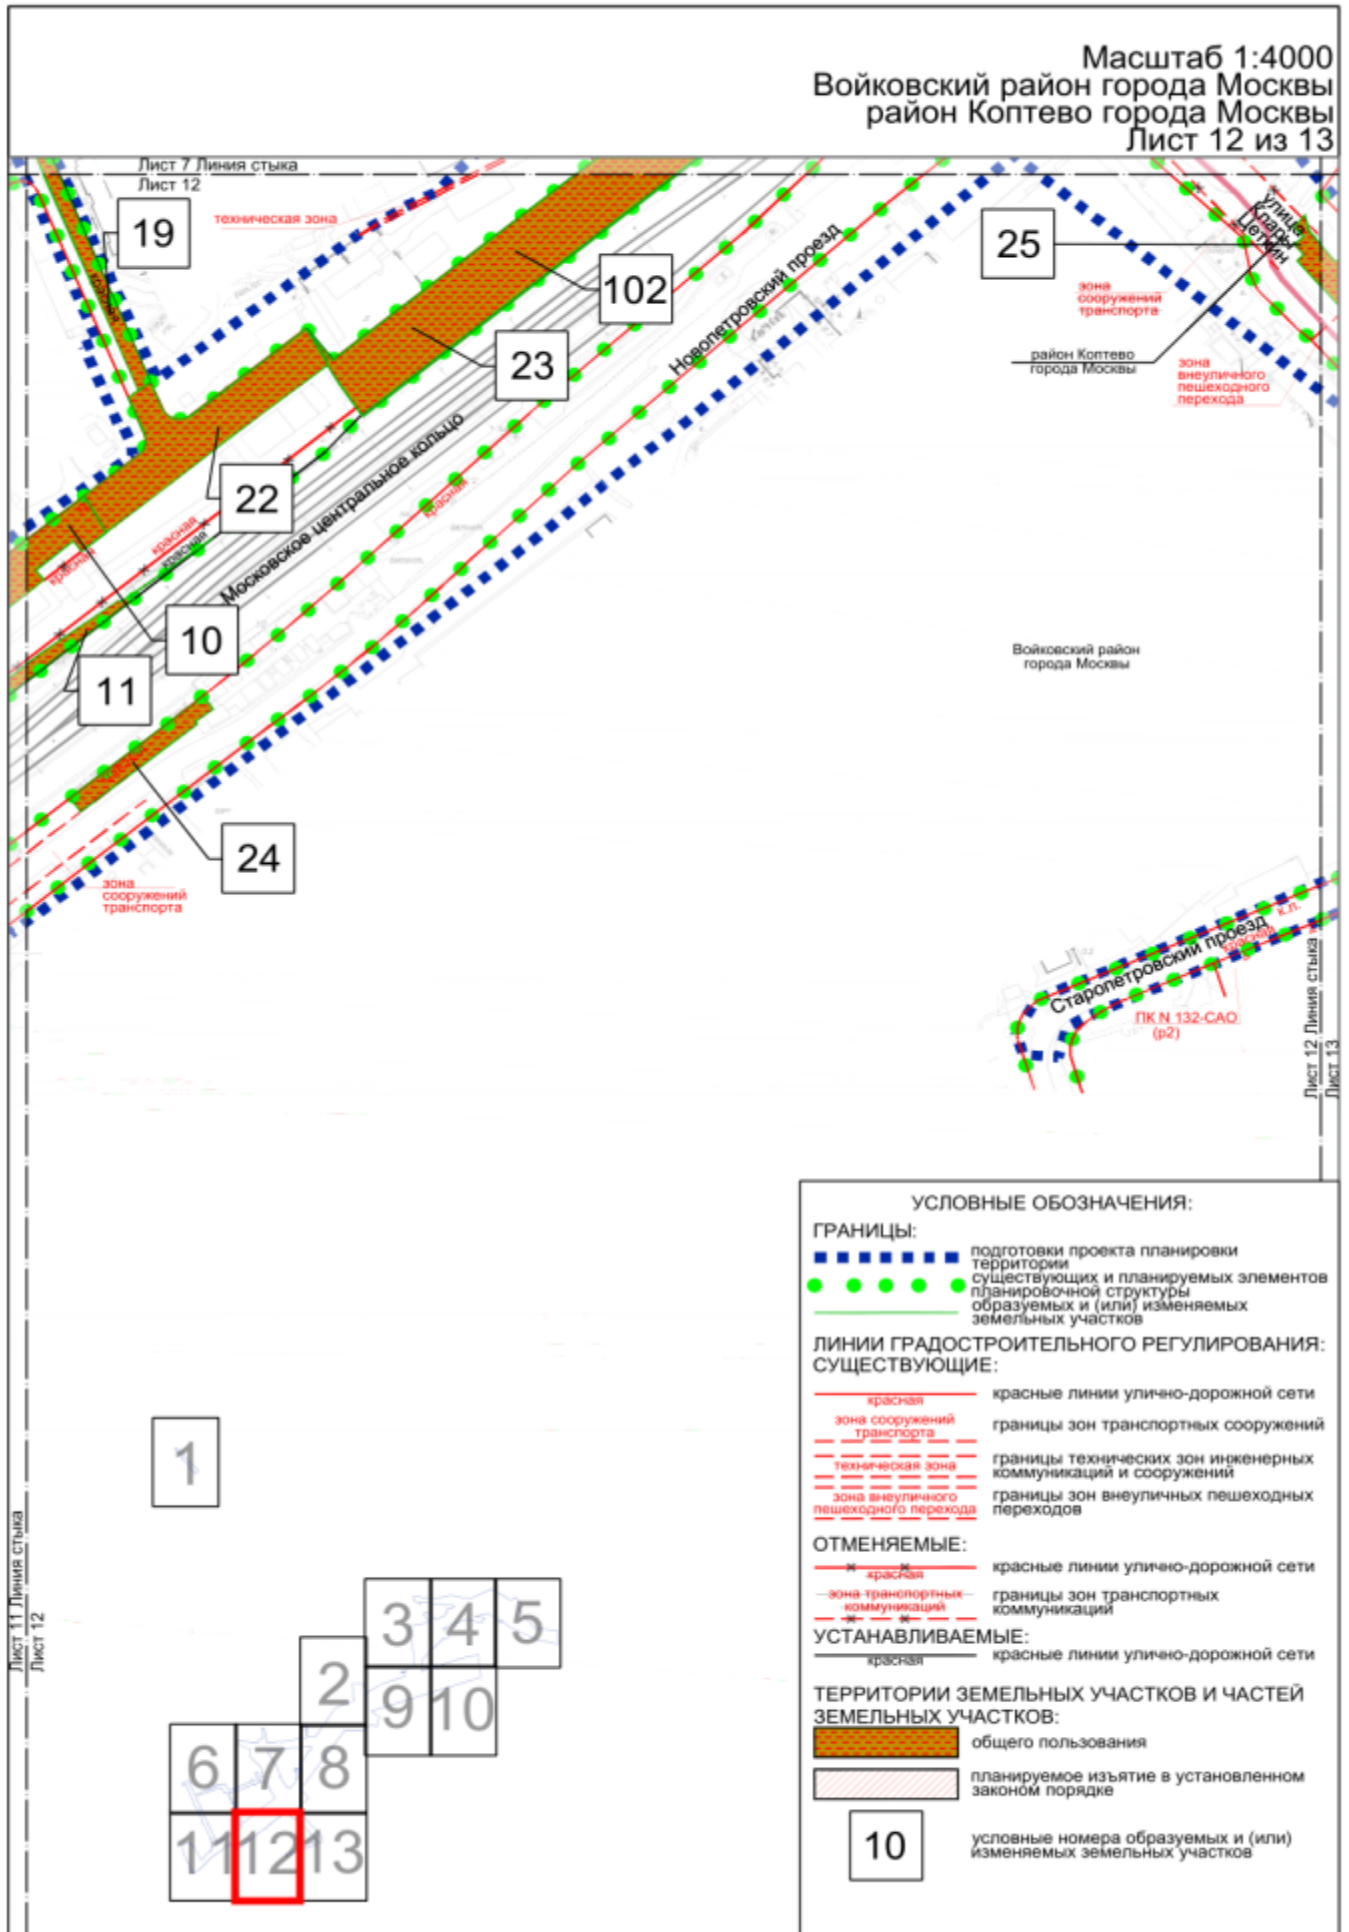 Масштаб 1:4000
Войковский район города Москвы
район Коптево города Москвы
Лист 12 из 13
Лист 7 Линия стыка
Лист 12
19
техническая зона
красная
102
23
25
улица
Клары
Цеткин
зона
сооружений
транспорта
район Коптево
города Москвы
зона
внеуличного
пешеходного
перехода
Новопетровский проезд
22
Московское центральное кольцо
красная
красная
красная
красная
10
11
24
зона
сооружений
транспорта
Войковский район
города Москвы
Старопетровский проезд
к.л.
красная
ПК N 132-САО
(р2)
Лист 12 Линия стыка
Лист 13
Лист 11 Линия стыка
Лист 12
1
3
4
5
2
9
10
6
7
8
11
12
13
УСЛОВНЫЕ ОБОЗНАЧЕНИЯ:
ГРАНИЦЫ:
подготовки проекта планировки
территории
существующих и планируемых элементов
планировочной структуры
образуемых и (или) изменяемых
земельных участков
ЛИНИИ ГРАДОСТРОИТЕЛЬНОГО РЕГУЛИРОВАНИЯ:
СУЩЕСТВУЮЩИЕ:
красная
красные линии улично-дорожной сети
зона сооружений
транспорта
границы зон транспортных сооружений
техническая зона
границы технических зон инженерных
коммуникаций и сооружений
зона внеуличного
пешеходного перехода
границы зон внеуличных пешеходных
переходов
ОТМЕНЯЕМЫЕ:
красная
красные линии улично-дорожной сети
зона транспортных
коммуникаций
границы зон транспортных
коммуникаций
УСТАНАВЛИВАЕМЫЕ:
красная
красные линии улично-дорожной сети
ТЕРРИТОРИИ ЗЕМЕЛЬНЫХ УЧАСТКОВ И ЧАСТЕЙ
ЗЕМЕЛЬНЫХ УЧАСТКОВ:
общего пользования
планируемое изъятие в установленном
законом порядке
10
условные номера образуемых и (или)
изменяемых земельных участков